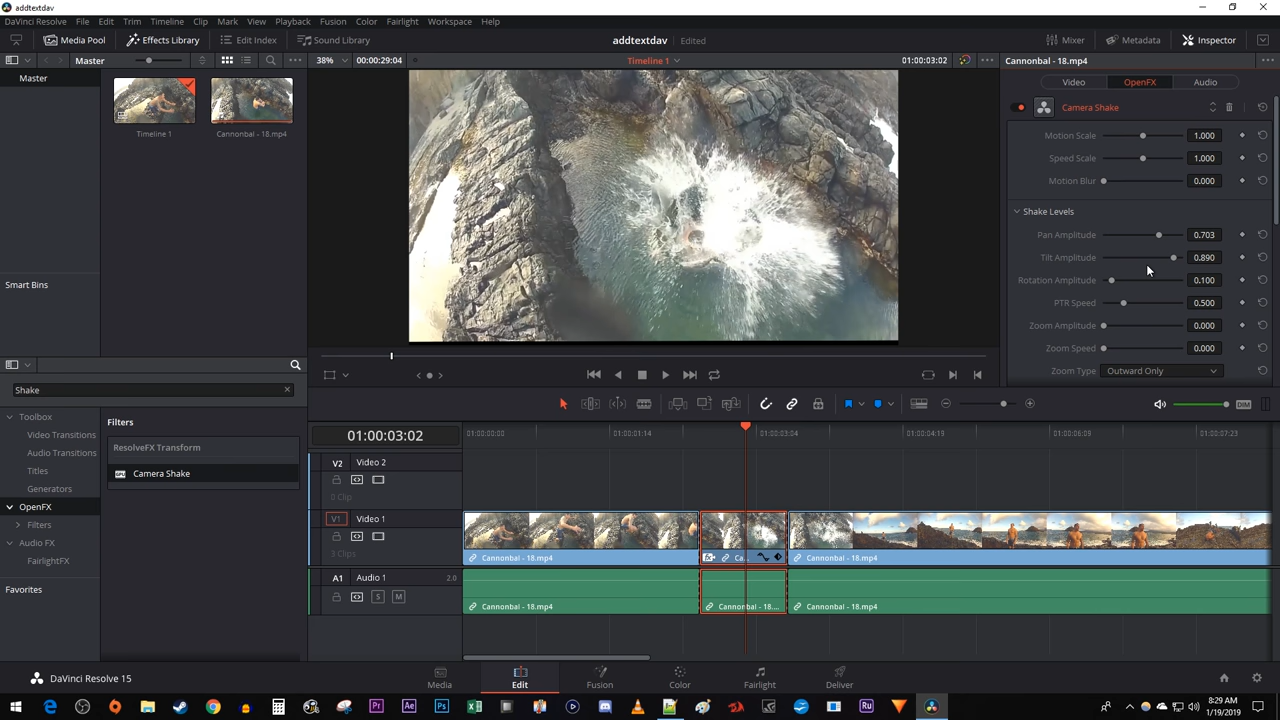 addtextdav
DaVinci Resolve File Edit Trim Timeline Clip Mark View Playback Fusion Color Fairlight Workspace Help
Media Pool Effects Library Edit Index Sound Library addtextdav Edited Mixer Metadata Inspector
Master 38% 00:00:29:04 Timeline 1 01:00:03:02 Cannonbal - 18.mp4
Master
Timeline 1 Cannonbal - 18.mp4
Smart Bins
Video OpenFX Audio
Camera Shake
Motion Scale 1.000
Speed Scale 1.000
Motion Blur 0.000
Shake Levels
Pan Amplitude 0.703
Tilt Amplitude 0.890
Rotation Amplitude 0.100
PTR Speed 0.500
Zoom Amplitude 0.000
Zoom Speed 0.000
Zoom Type Outward Only
Shake
Toolbox
Video Transitions
Audio Transitions
Titles
Generators
OpenFX
Filters
Audio FX
FairlightFX
Favorites
Filters
ResolveFX Transform
Camera Shake
DIM
01:00:03:02 01:00:00:00 01:00:01:14 01:00:03:04 01:00:04:19 01:00:06:09 01:00:07:23
V2 Video 2
0 Clip
V1 Video 1
3 Clips
Cannonbal - 18.mp4 Ca... Cannonbal - 18.mp4
A1 Audio 1 2.0
S M
Cannonbal - 18.mp4 Cannonbal - 18.... Cannonbal - 18.mp4
DaVinci Resolve 15 Media Edit Fusion Color Fairlight Deliver
Pr Ae Ps Ru
8:29 AM
1/19/2019